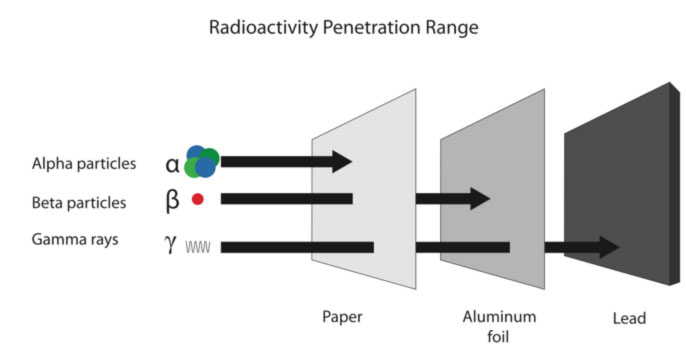 Radioactivity Penetration Range
Alpha particles α
Beta particles β
Gamma rays γ
Paper
Aluminum
foil
Lead